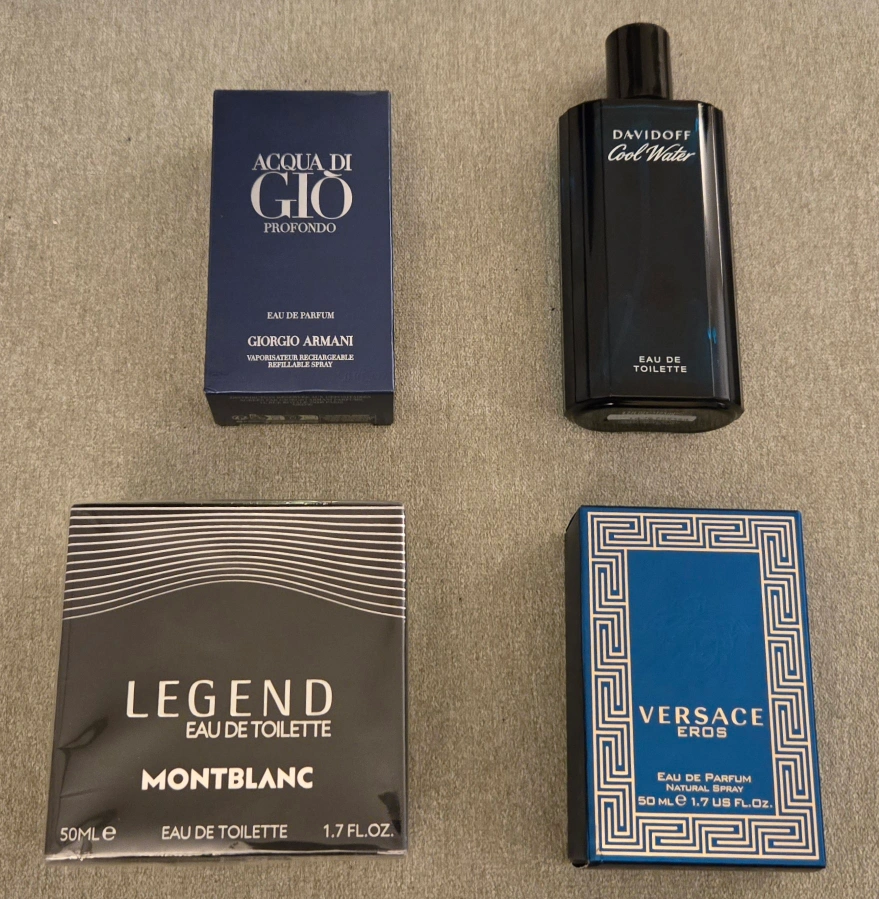 ACQUA DI
GIÒ
PROFONDO
EAU DE PARFUM
GIORGIO ARMANI
VAPORISATEUR RECHARGEABLE
REFILLABLE SPRAY
DAVIDOFF
Cool Water
EAU DE
TOILETTE
LEGEND
EAU DE TOILETTE
MONTBLANC
50ML e EAU DE TOILETTE 1.7 FL.OZ.
VERSACE
EROS
EAU DE PARFUM
NATURAL SPRAY
50 ML e 1.7 US FL.OZ.